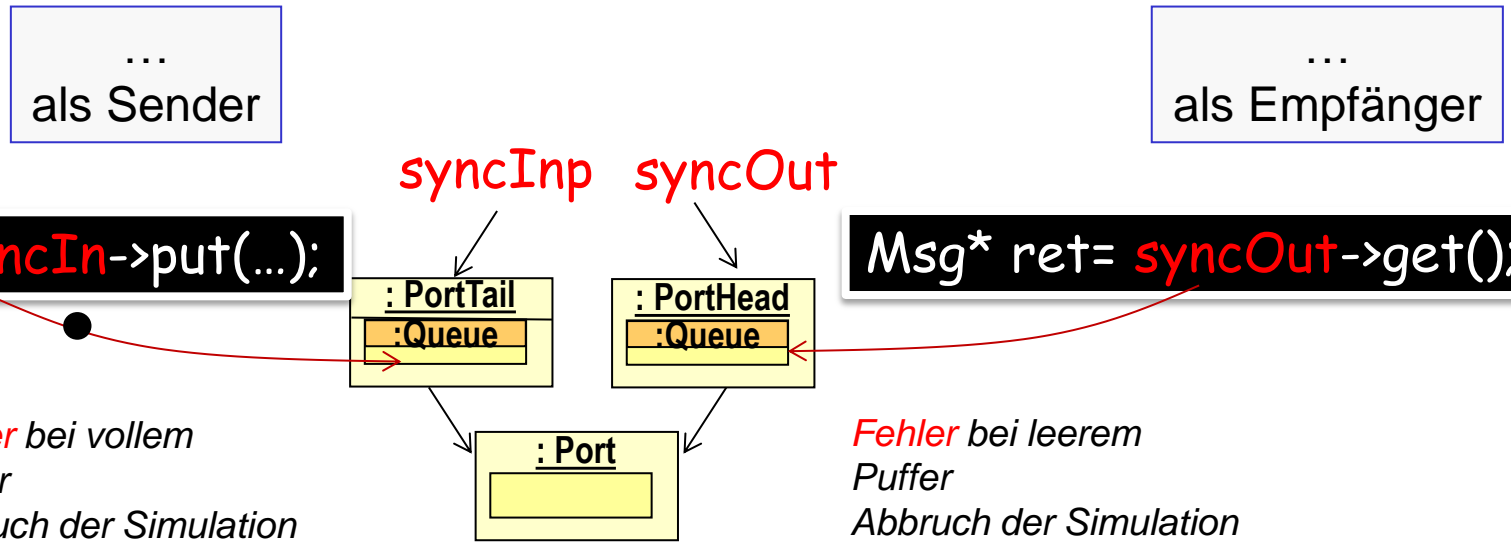 …
als Sender
…
als Empfänger
syncInp syncOut
ncIn->put(…);
Msg* ret= syncOut->get();
: PortTail
:Queue
: PortHead
:Queue
: Port
er bei vollem
r
uch der Simulation
Fehler bei leerem
Puffer
Abbruch der Simulation